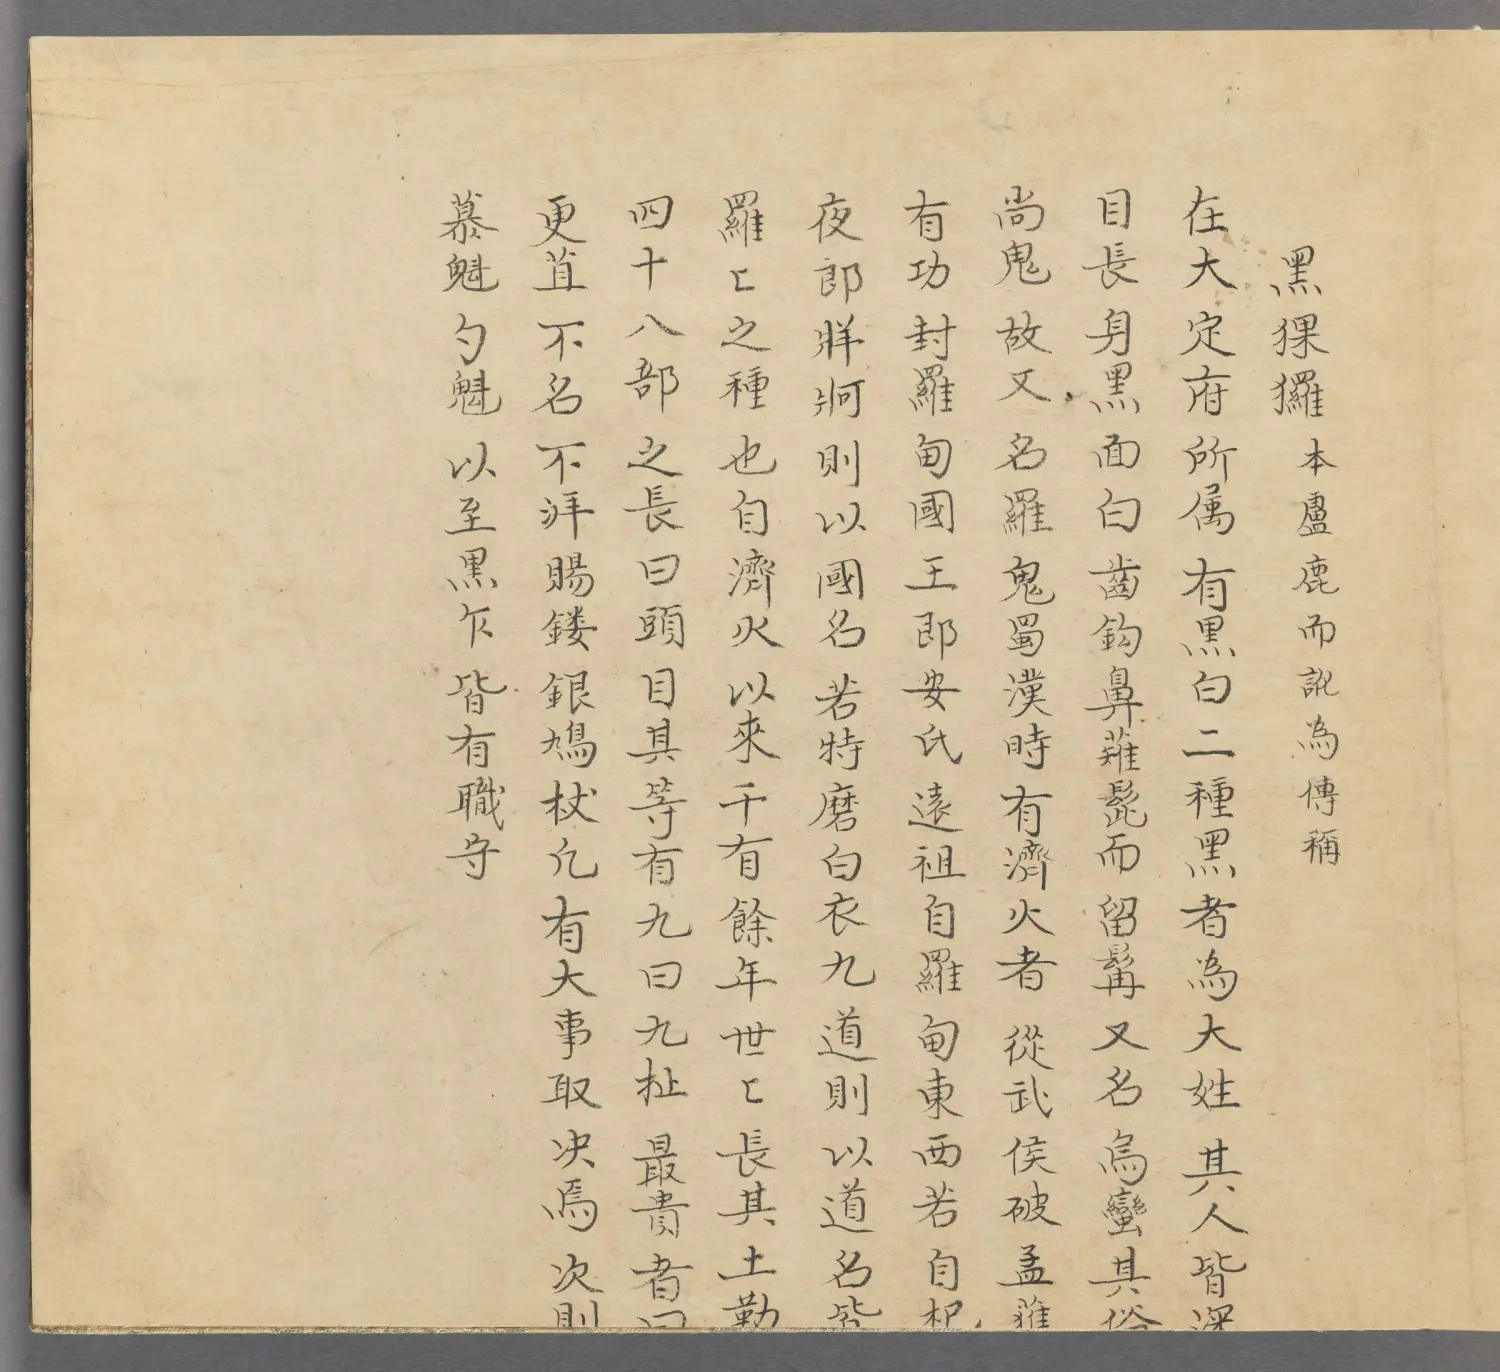 黑猓玀本盧鹿而訛為傳稱
在大定府所属有黑白二種黑者為大姓其人皆深
目長身黑面白齒鈎鼻薙髭而留髯又名烏蠻其俗
尚鬼故又名羅鬼蜀漢時有濟火者從武侯破孟獲
有功封羅甸國王即安氏遠祖自羅甸東西若自杞
夜郎牂牁則以國名若特磨白衣九道則以道名皆
羅〻之種也自濟火以來千有餘年世〻長其土勒
四十八部之長曰頭目其等有九曰九扯最貴者曰
更苴不名不拜賜鏤銀鳩杖凢有大事取决焉次則
慕魁勺魁以至黒乍皆有職守